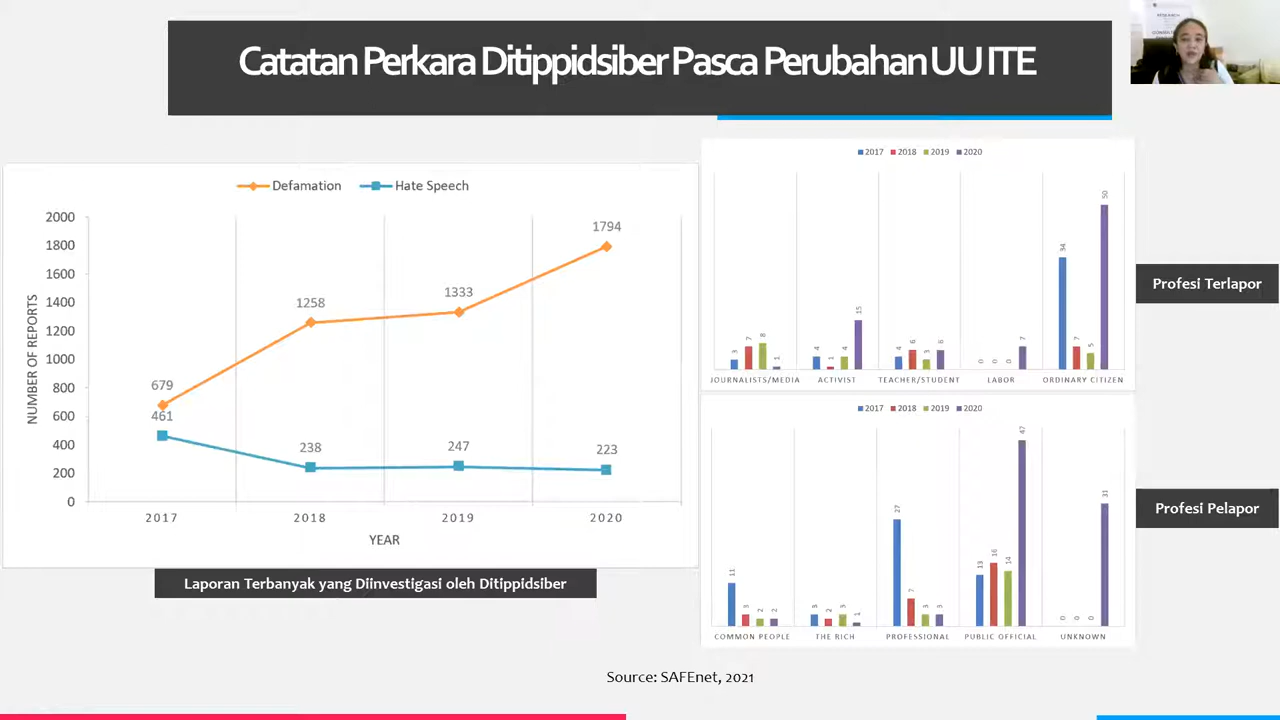 Catatan Perkara Ditippidsiber Pasca Perubahan UU ITE
Defamation Hate Speech
NUMBER OF REPORTS
2000
1800
1600
1400
1200
1000
800
600
400
200
0
679
1258
1333
1794
461
238
247
223
2017 2018 2019 2020
YEAR
Laporan Terbanyak yang Diinvestigasi oleh Ditippidsiber
2017 2018 2019 2020
3 7 8 1
4 1 4 15
4 6 3 6
0 0 0 7
34 7 5 50
JOURNALISTS/MEDIA ACTIVIST TEACHER/STUDENT LABOR ORDINARY CITIZEN
Profesi Terlapor
2017 2018 2019 2020
11 3 2 2
3 2 3 1
27 7 3 3
13 16 14 47
0 0 0
COMMON PEOPLE THE RICH PROFESSIONAL PUBLIC OFFICIAL UNKNOWN
Profesi Pelapor
Source: SAFEnet, 2021